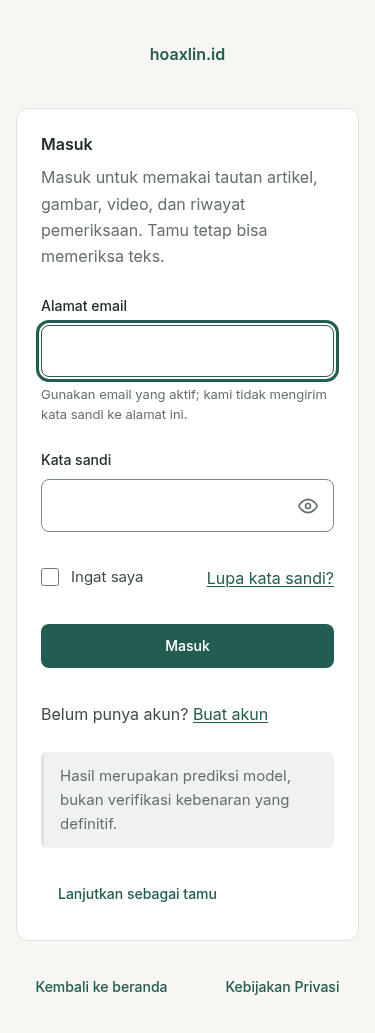 hoaxlin.id
Masuk
Masuk untuk memakai tautan artikel,
gambar, video, dan riwayat
pemeriksaan. Tamu tetap bisa
memeriksa teks.
Alamat email
Gunakan email yang aktif; kami tidak mengirim
kata sandi ke alamat ini.
Kata sandi
Ingat saya Lupa kata sandi?
Masuk
Belum punya akun? Buat akun
Hasil merupakan prediksi model,
bukan verifikasi kebenaran yang
definitif.
Lanjutkan sebagai tamu
Kembali ke beranda Kebijakan Privasi